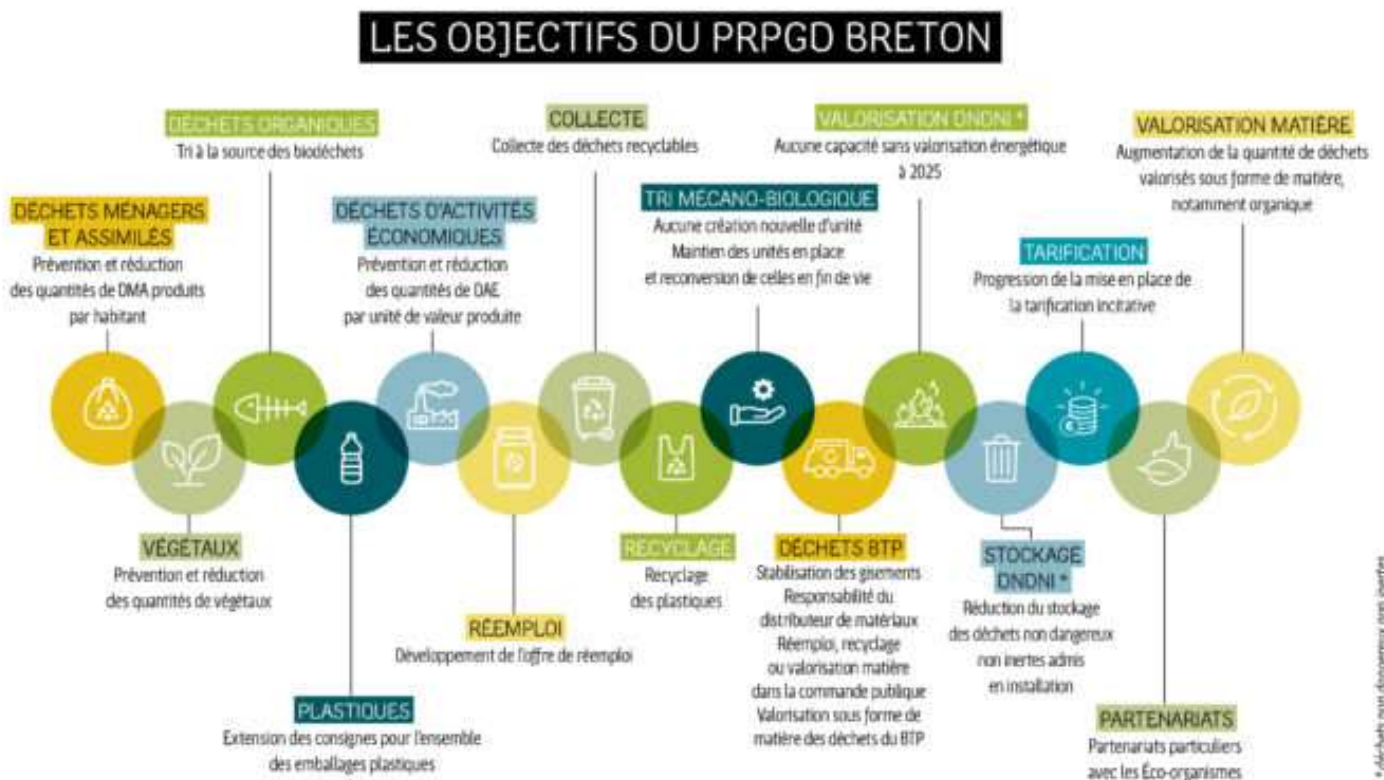 LES OBJECTIFS DU PRPGD BRETON
DÉCHETS MÉNAGERS
ET ASSIMILÉS
Prévention et réduction
des quantités de DMA produits
par habitant
VÉGÉTAUX
Prévention et réduction
des quantités de végétaux
DÉCHETS ORGANIQUES
Tri à la source des biodéchets
PLASTIQUES
Extension des consignes pour l'ensemble
des emballages plastiques
DÉCHETS D'ACTIVITÉS
ÉCONOMIQUES
Prévention et réduction
des quantités de DAE
par unité de valeur produite
RÉEMPLOI
Développement de l'offre de réemploi
COLLECTE
Collecte des déchets recyclables
RECYCLAGE
Recyclage
des plastiques
TRI MÉCANO-BIOLOGIQUE
Aucune création nouvelle d'unité
Maintien des unités en place
et reconversion de celles en fin de vie
DÉCHETS BTP
Stabilisation des gisements
Responsabilité du
distributeur de matériaux
Réemploi, recyclage
ou valorisation matière
dans la commande publique
Valorisation sous forme de
matière des déchets du BTP
VALORISATION DNDNI *
Aucune capacité sans valorisation énergétique
à 2025
STOCKAGE
DNDNI *
Réduction du stockage
des déchets non dangereux
non inertes admis
en installation
TARIFICATION
Progression de la mise en place de
la tarification incitative
PARTENARIATS
Partenariats particuliers
avec les Éco-organismes
VALORISATION MATIÈRE
Augmentation de la quantité de déchets
valorisés sous forme de matière,
notamment organique
* déchets non dangereux non inertes